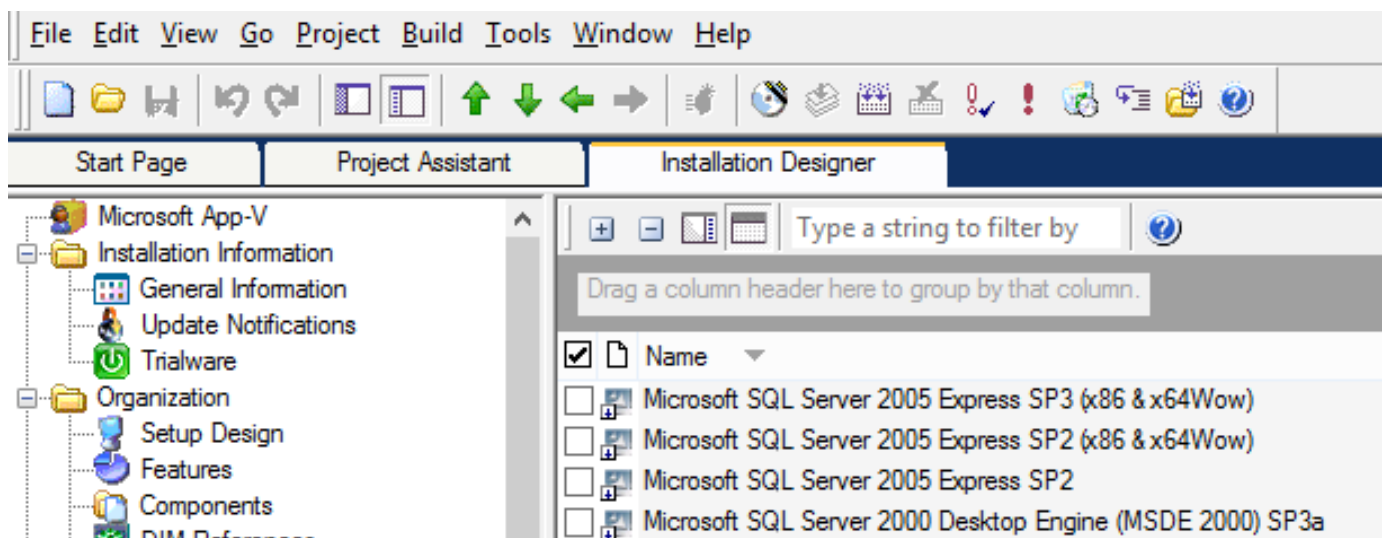 File Edit View Go Project Build Tools Window Help
Start Page Project Assistant Installation Designer
Microsoft App-V
Installation Information
General Information
Update Notifications
Trialware
Organization
Setup Design
Features
Components
DIM References
Type a string to filter by
Drag a column header here to group by that column.
Name
Microsoft SQL Server 2005 Express SP3 (x86 & x64Wow)
Microsoft SQL Server 2005 Express SP2 (x86 & x64Wow)
Microsoft SQL Server 2005 Express SP2
Microsoft SQL Server 2000 Desktop Engine (MSDE 2000) SP3a